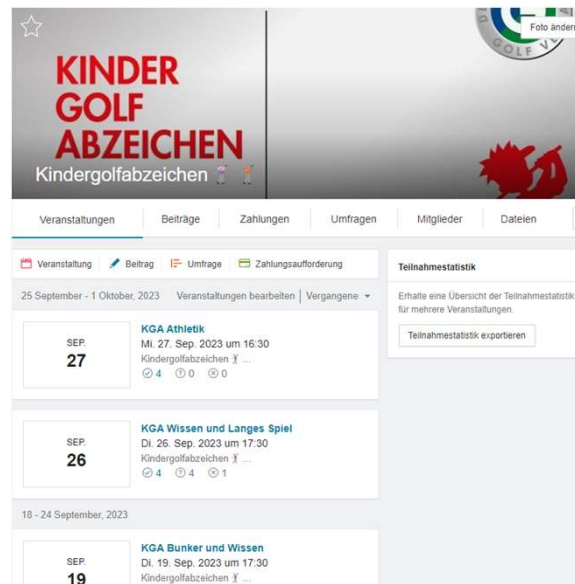 GOLF
Foto ändern
KINDER
GOLF
ABZEICHEN
Kindergolfabzeichen
Veranstaltungen
Beiträge
Zahlungen
Umfragen
Mitglieder
Dateien
Veranstaltung
Beitrag
Umfrage
Zahlungsaufforderung
Teilnahmestatistik
25 September - 1 Oktober, 2023 Veranstaltungen bearbeiten | Vergangene
Erhalte eine Übersicht der Teilnahmestatistik
für mehrere Veranstaltungen.
Teilnahmestatistik exportieren
SEP.
27
KGA Athletik
Mi. 27. Sep. 2023 um 16:30
Kindergolfabzeichen ...
4 0 0
SEP.
26
KGA Wissen und Langes Spiel
Di. 26. Sep. 2023 um 17:30
Kindergolfabzeichen ...
4 4 1
18 - 24 September, 2023
SEP.
19
KGA Bunker und Wissen
Di. 19. Sep. 2023 um 17:30
Kindergolfabzeichen ...